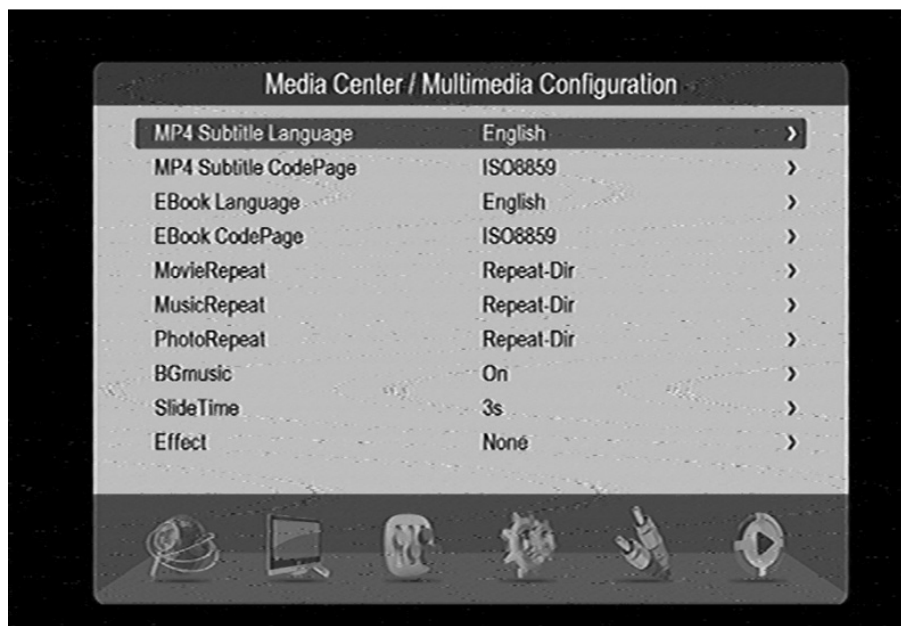 Media Center / Multimedia Configuration
MP4 Subtitle Language English
MP4 Subtitle CodePage ISO8859
EBook Language English
EBook CodePage ISO8859
MovieRepeat Repeat-Dir
MusicRepeat Repeat-Dir
PhotoRepeat Repeat-Dir
BGmusic On
SlideTime 3s
Effect None